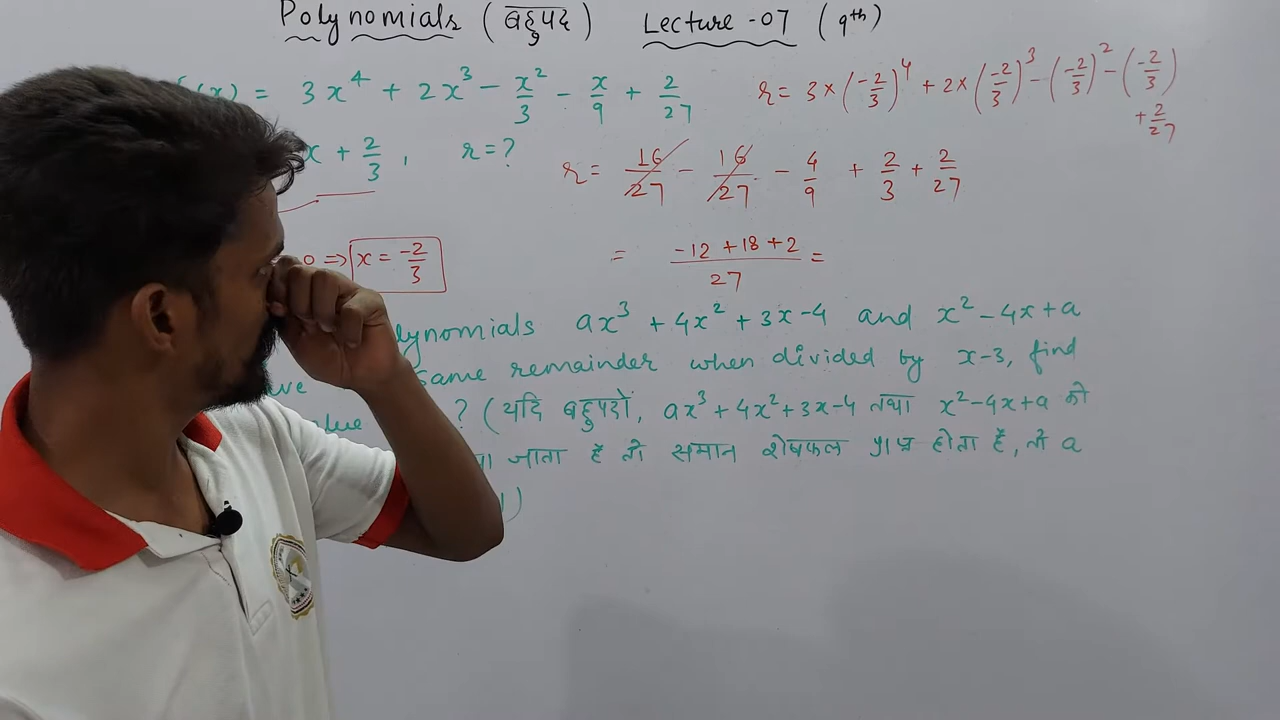 Polynomials (बहुपद) Lecture -07 (9th)
(x) = 3x⁴ + 2x³ - x²/3 - x/9 + 2/27
r = 3×(-2/3)⁴ + 2×(-2/3)³ - (-2/3)² - (-2/3)
+ 2/27
x + 2/3, r=?
r = 16/27 - 16/27 - 4/9 + 2/3 + 2/27
0 ⇒ x = -2/3
= -12 +18 +2/27 =
lynomials ax³ + 4x² + 3x-4 and x² - 4x + a
same remainder when divided by x-3, find
? (यदि बहुपदों, ax³ + 4x² + 3x-4 तथा x²-4x+a को
जाता है तो समान शेषफल प्राप्त होता है, तो a
)